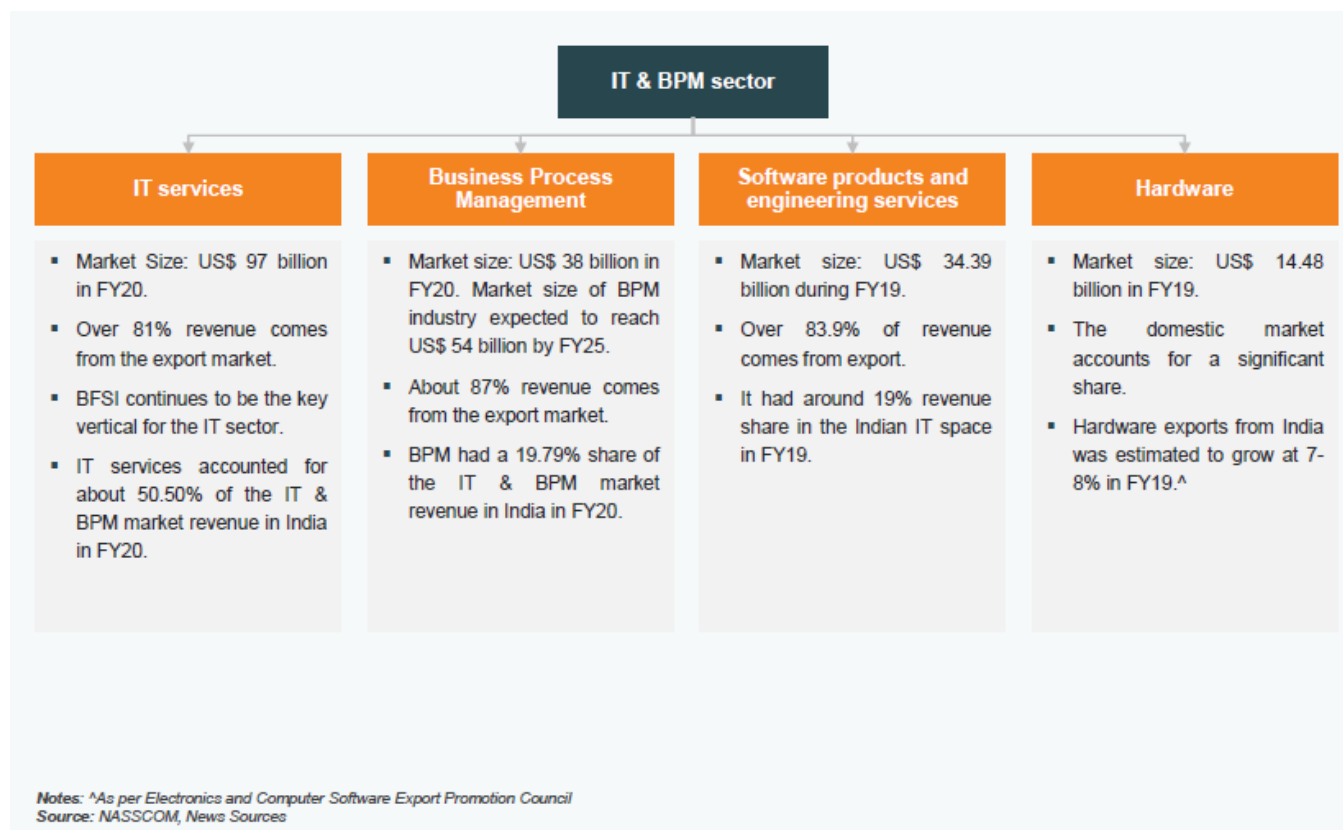 IT & BPM sector
IT services
▪ Market Size: US$ 97 billion
in FY20.
▪ Over 81% revenue comes
from the export market.
▪ BFSI continues to be the key
vertical for the IT sector.
▪ IT services accounted for
about 50.50% of the IT &
BPM market revenue in India
in FY20.
Business Process
Management
▪ Market size: US$ 38 billion in
FY20. Market size of BPM
industry expected to reach
US$ 54 billion by FY25.
▪ About 87% revenue comes
from the export market.
▪ BPM had a 19.79% share of
the IT & BPM market
revenue in India in FY20.
Software products and
engineering services
▪ Market size: US$ 34.39
billion during FY19.
▪ Over 83.9% of revenue
comes from export.
▪ It had around 19% revenue
share in the Indian IT space
in FY19.
Hardware
▪ Market size: US$ 14.48
billion in FY19.
▪ The domestic market
accounts for a significant
share.
▪ Hardware exports from India
was estimated to grow at 7-
8% in FY19.^
Notes: ^As per Electronics and Computer Software Export Promotion Council
Source: NASSCOM, News Sources